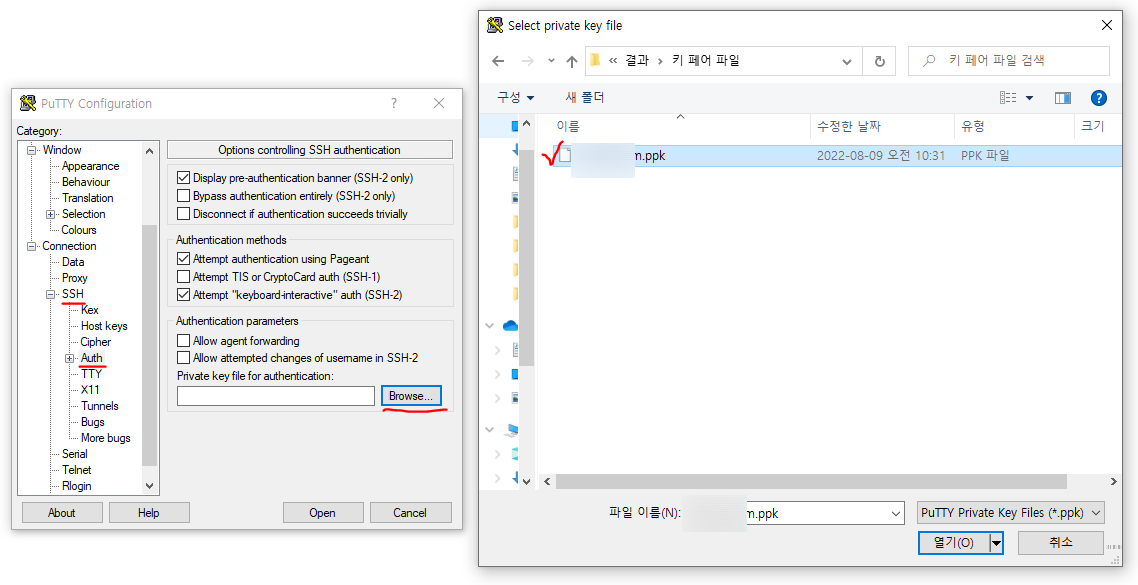 PuTTY Configuration
?
Category:
Window
Appearance
Behaviour
Translation
Selection
Colours
Connection
Data
Proxy
SSH
Kex
Host keys
Cipher
Auth
TTY
X11
Tunnels
Bugs
More bugs
Serial
Telnet
Rlogin
Options controlling SSH authentication
Display pre-authentication banner (SSH-2 only)
Bypass authentication entirely (SSH-2 only)
Disconnect if authentication succeeds trivially
Authentication methods
Attempt authentication using Pageant
Attempt TIS or CryptoCard auth (SSH-1)
Attempt "keyboard-interactive" auth (SSH-2)
Authentication parameters
Allow agent forwarding
Allow attempted changes of username in SSH-2
Private key file for authentication:
Browse...
About Help Open Cancel
Select private key file
« 결과 › 키 페어 파일
키 페어 파일 검색
구성 새 폴더
?
이름 수정한 날짜 유형 크기
m.ppk 2022-08-09 오전 10:31 PPK 파일
파일 이름(N): m.ppk PuTTY Private Key Files (*.ppk)
열기(O) 취소